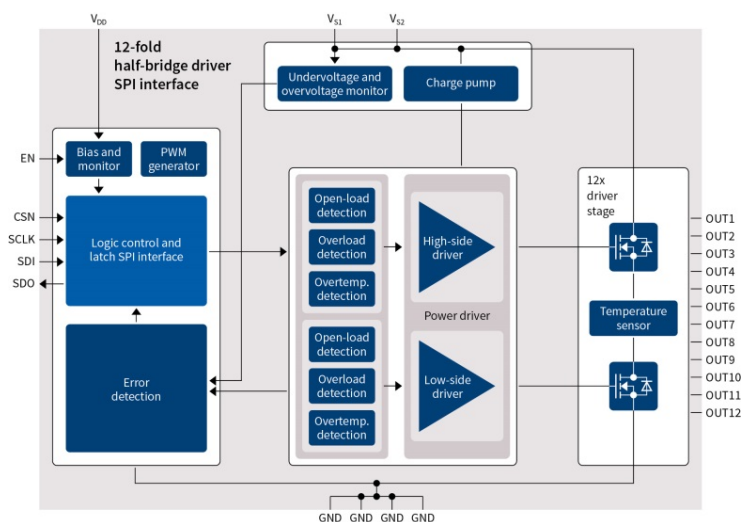 VDD
VS1
VS2
12-fold
half-bridge driver
SPI interface
Undervoltage and
overvoltage monitor
Charge pump
EN
Bias and
monitor
PWM
generator
CSN
SCLK
SDI
SDO
Logic control and
latch SPI interface
Error
detection
Open-load
detection
Overload
detection
Overtemp.
detection
High-side
driver
Power driver
Open-load
detection
Overload
detection
Overtemp.
detection
Low-side
driver
12x
driver
stage
Temperature
sensor
OUT1
OUT2
OUT3
OUT4
OUT5
OUT6
OUT7
OUT8
OUT9
OUT10
OUT11
OUT12
GND GND GND GND